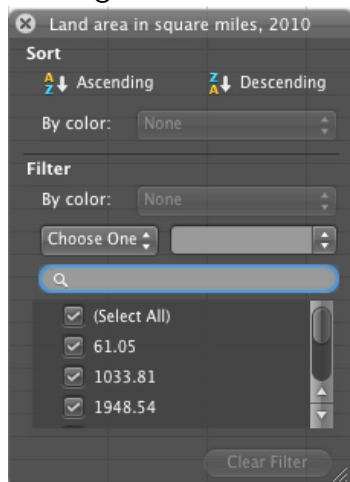 Land area in square miles, 2010
Sort
A Z Ascending Z A Descending
By color: None
Filter
By color: None
Choose One
(Select All)
61.05
1033.81
1948.54
Clear Filter